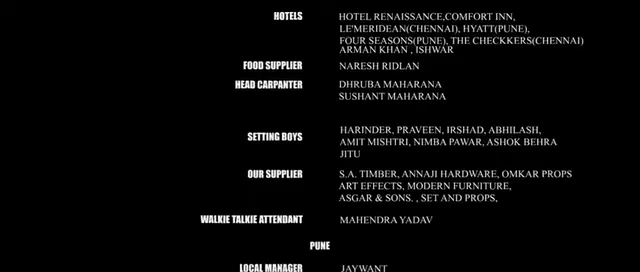 HOTELS HOTEL RENAISSANCE,COMFORT INN,
LE'MERIDEAN(CHENNAI), HYATT(PUNE),
FOUR SEASONS(PUNE), THE CHECKKERS(CHENNAI)
ARMAN KHAN , ISHWAR
FOOD SUPPLIER NARESH RIDLAN
HEAD CARPANTER DHRUBA MAHARANA
SUSHANT MAHARANA
HARINDER, PRAVEEN, IRSHAD, ABHILASH,
SETTING BOYS AMIT MISHTRI, NIMBA PAWAR, ASHOK BEHRA
JITU
OUR SUPPLIER S.A. TIMBER, ANNAJI HARDWARE, OMKAR PROPS
ART EFFECTS, MODERN FURNITURE,
ASGAR & SONS. , SET AND PROPS,
WALKIE TALKIE ATTENDANT MAHENDRA YADAV
PUNE
LOCAL MANAGER JAYWANT